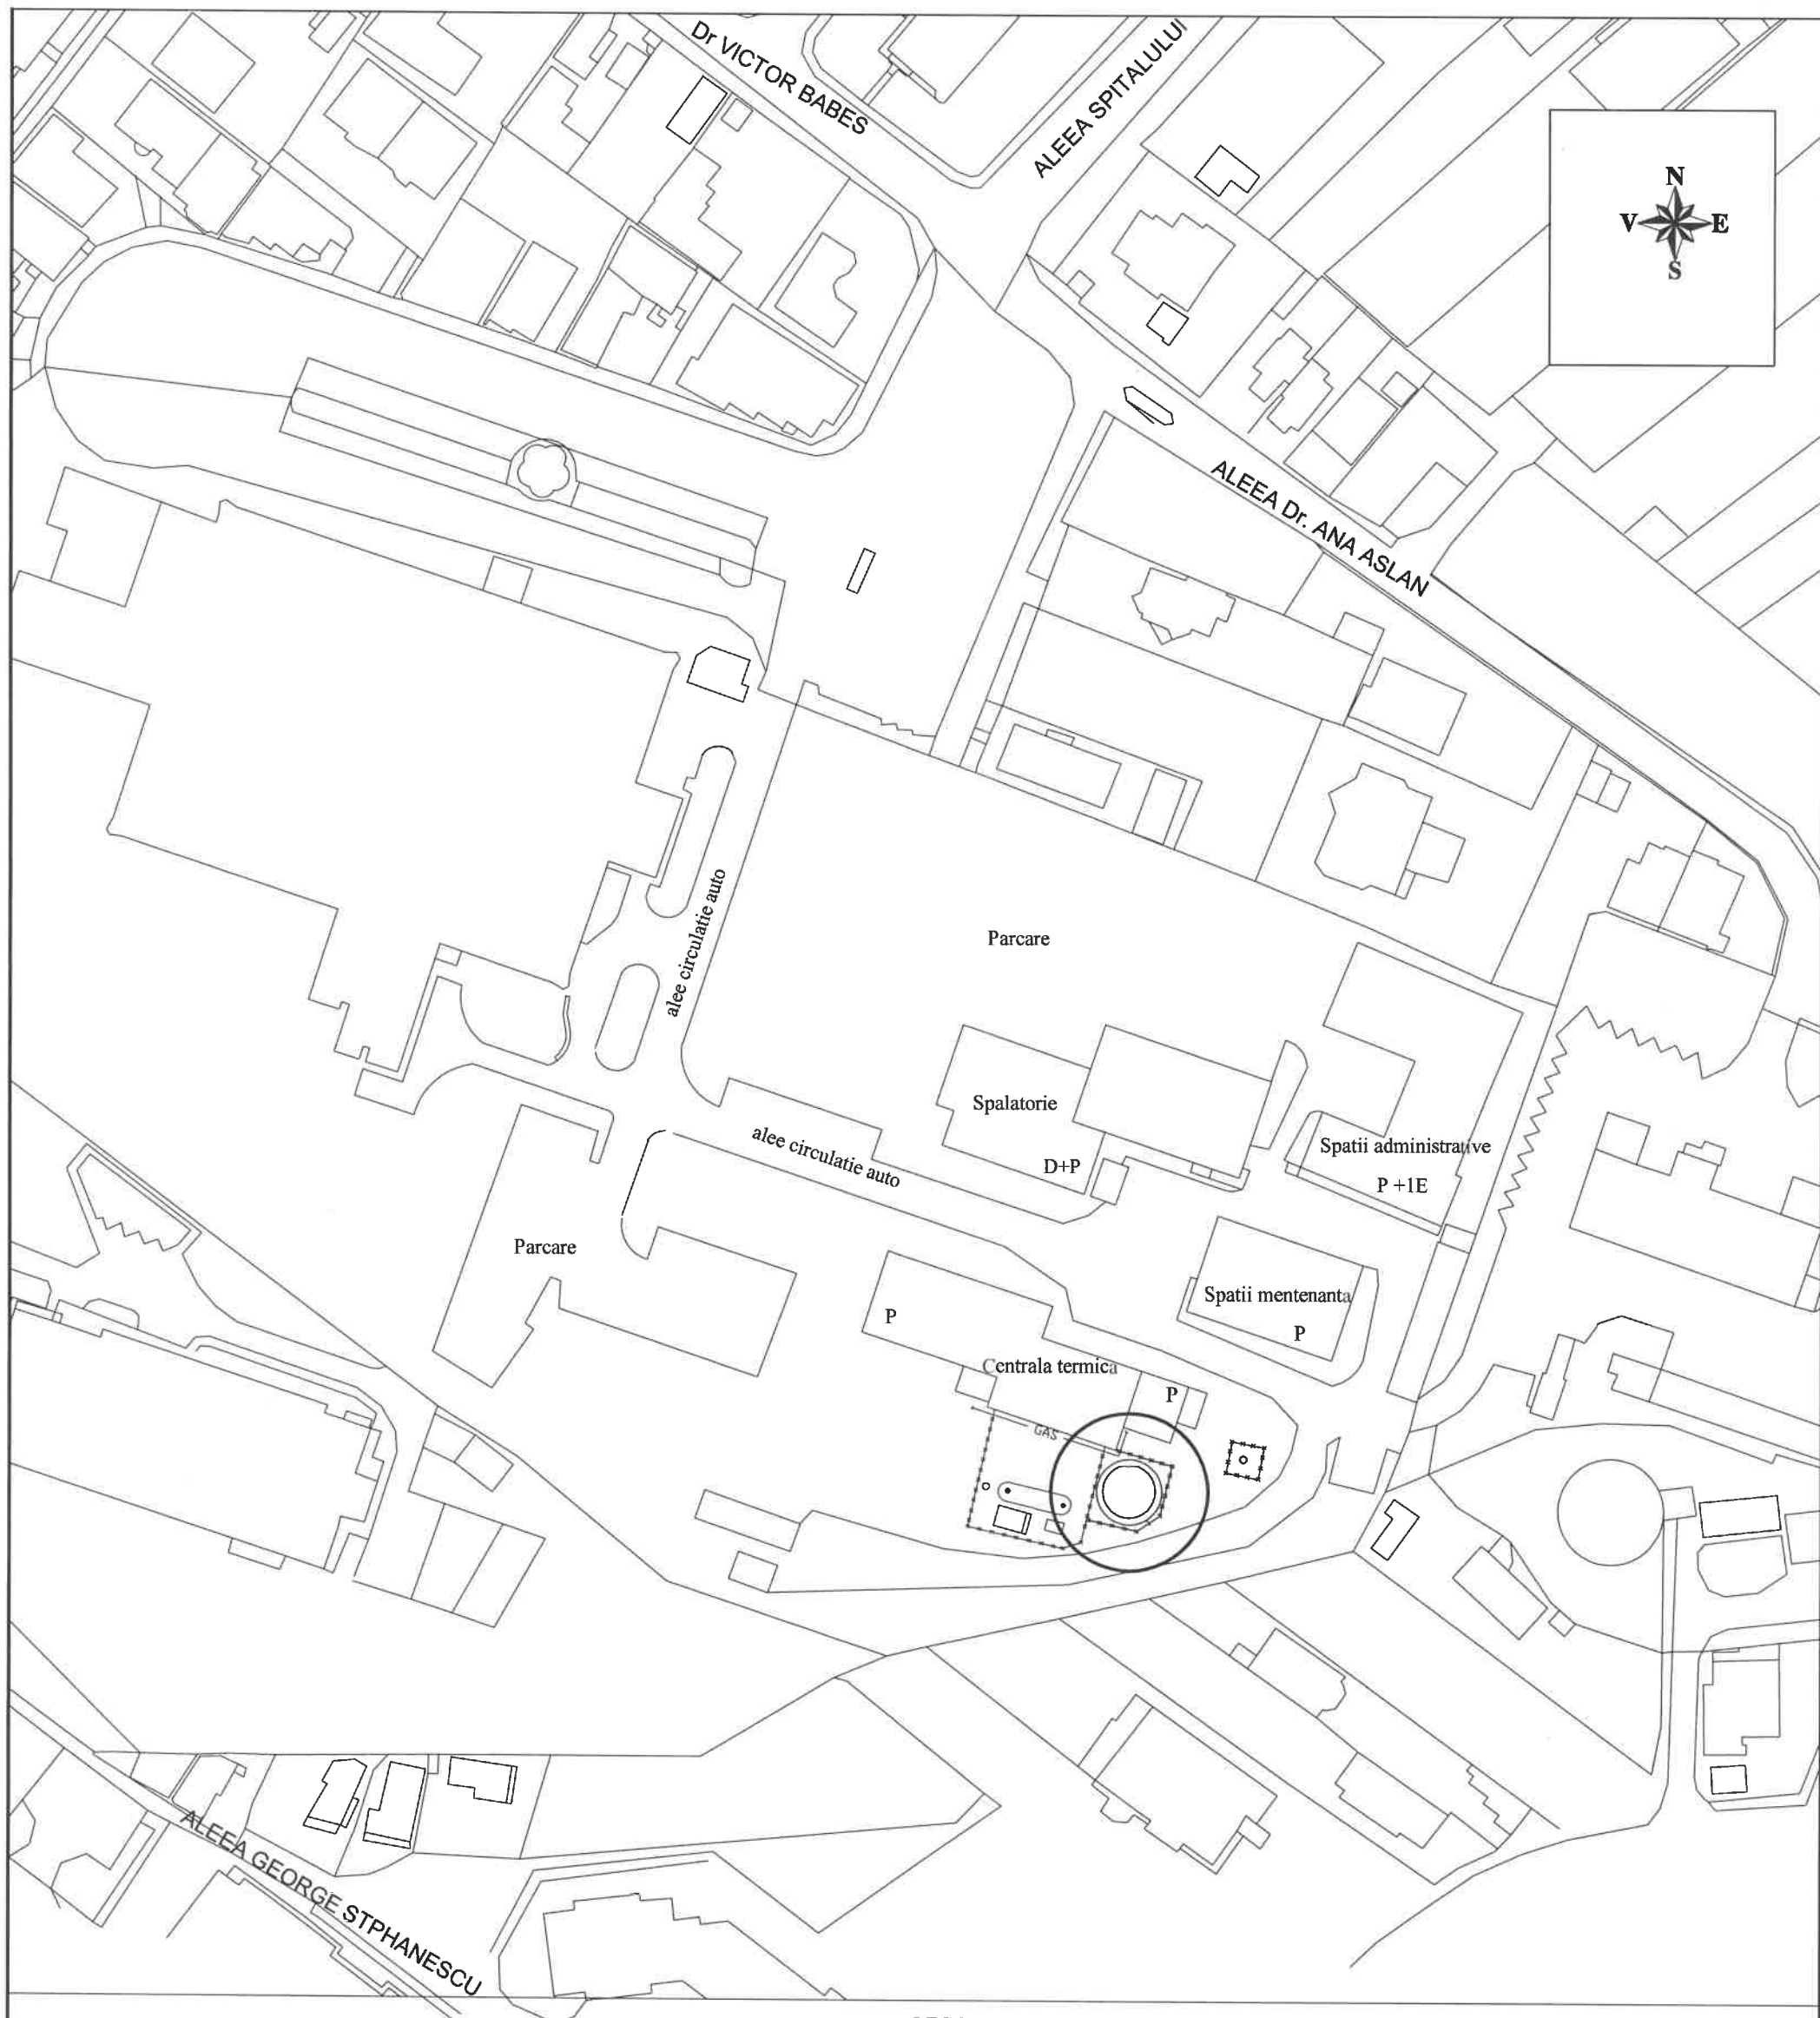 Dr VICTOR BABES
ALEEA SPITALULUI
N
V E
S
ALEEA Dr. ANA ASLAN
alee circulatie auto
Parcare
Spalatorie
D+P
alee circulatie auto
Spatii administrative
P +1E
Parcare
Spatii mentenanta
P
P
Centrala termica
P
GAS
ALEEA GEORGE STPHANESCU